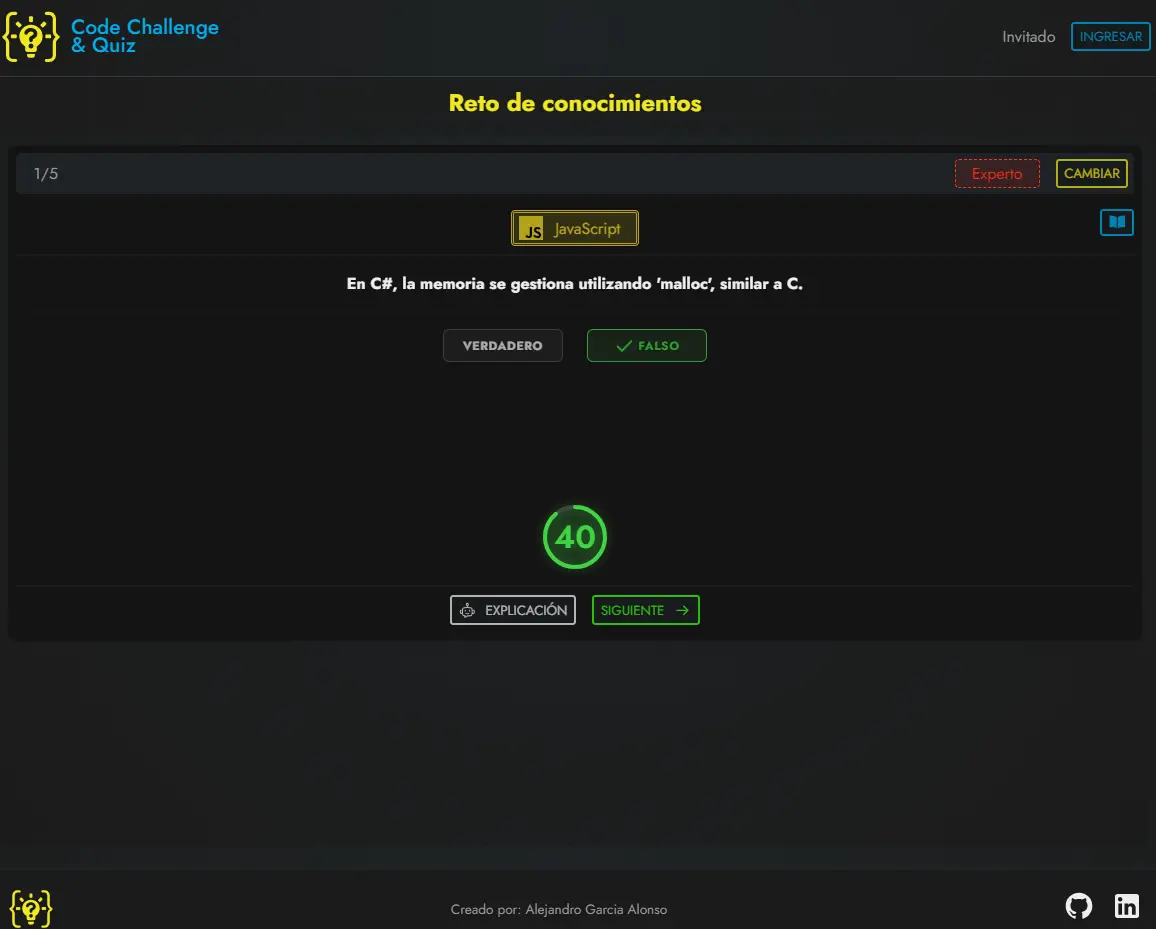 Code Challenge
& Quiz
Invitado
INGRESAR
Reto de conocimientos
1/5
Experto
CAMBIAR
JS
JavaScript
En C#, la memoria se gestiona utilizando 'malloc', similar a C.
VERDADERO
FALSO
40
EXPLICACIÓN
SIGUIENTE
Creado por: Alejandro Garcia Alonso
in